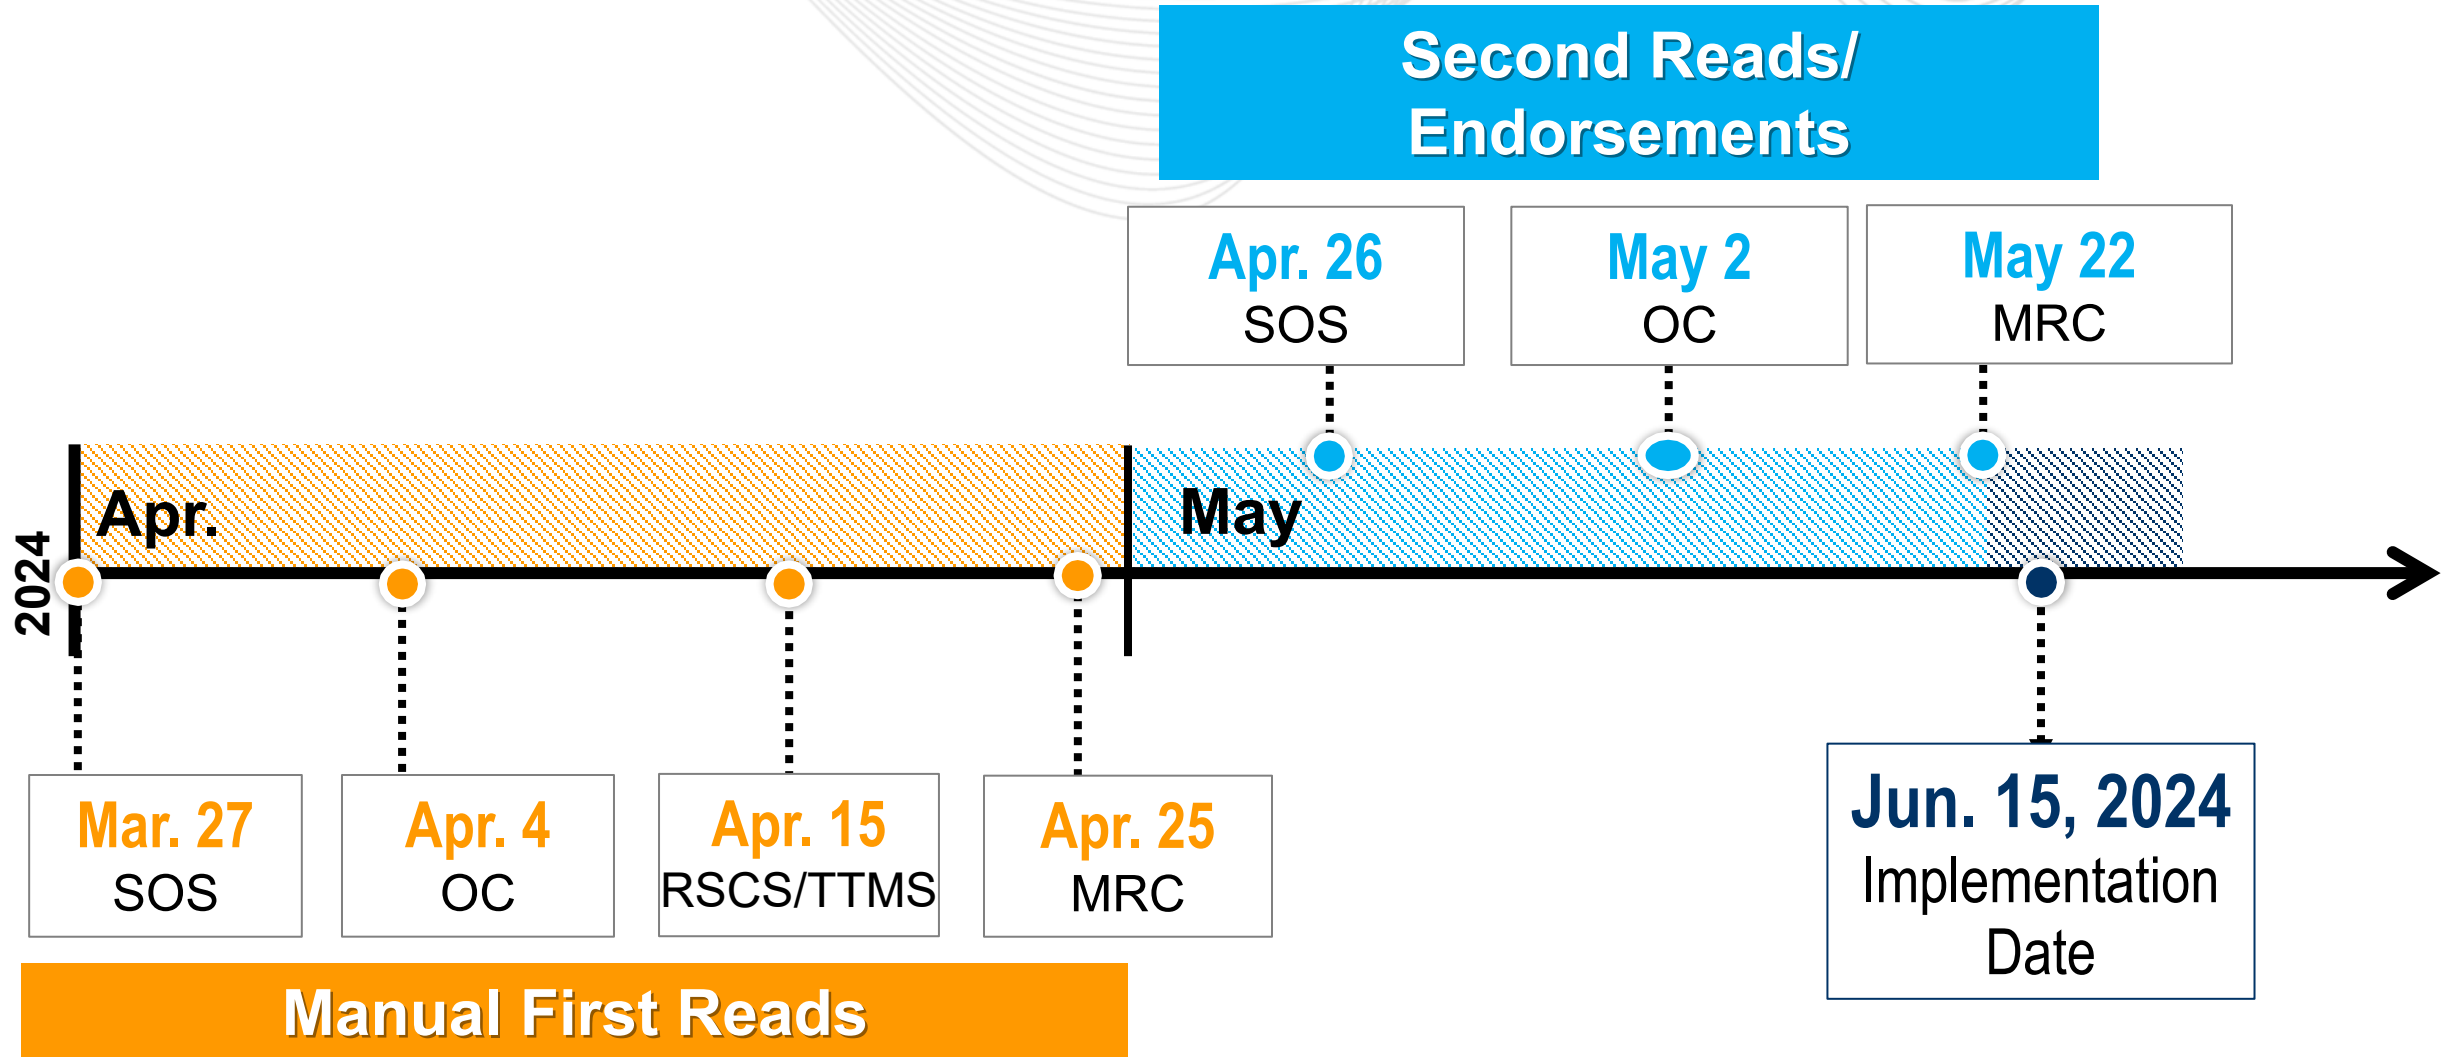 Second Reads/
Endorsements
Apr. 26
SOS
May 2
OC
May 22
MRC
2024
Apr.
May
Mar. 27
SOS
Apr. 4
OC
Apr. 15
RSCS/TTMS
Apr. 25
MRC
Jun. 15, 2024
Implementation
Date
Manual First Reads